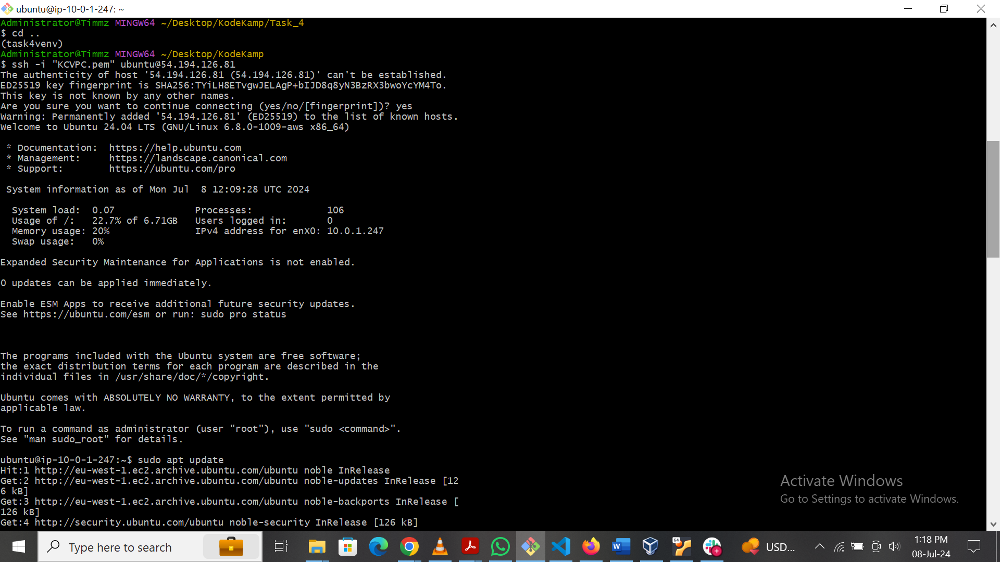 ubuntu@ip-10-0-1-247: ~
Administrator@Timmz MINGW64 ~/Desktop/KodeKamp/Task_4
$ cd ..
(task4venv)
Administrator@Timmz MINGW64 ~/Desktop/KodeKamp
$ ssh -i "KCVPC.pem" ubuntu@54.194.126.81
The authenticity of host '54.194.126.81 (54.194.126.81)' can't be established.
ED25519 key fingerprint is SHA256:TYiLH8ETvgwJELAgP+bIJD8q8yN3BzRX3bwoYcYM4To.
This key is not known by any other names.
Are you sure you want to continue connecting (yes/no/[fingerprint])? yes
Warning: Permanently added '54.194.126.81' (ED25519) to the list of known hosts.
Welcome to Ubuntu 24.04 LTS (GNU/Linux 6.8.0-1009-aws x86_64)
* Documentation:  https://help.ubuntu.com
* Management:     https://landscape.canonical.com
* Support:        https://ubuntu.com/pro
System information as of Mon Jul  8 12:09:28 UTC 2024
System load:  0.07              Processes:             106
Usage of /:   22.7% of 6.71GB   Users logged in:       0
Memory usage: 20%               IPv4 address for enX0: 10.0.1.247
Swap usage:   0%
Expanded Security Maintenance for Applications is not enabled.
0 updates can be applied immediately.
Enable ESM Apps to receive additional future security updates.
See https://ubuntu.com/esm or run: sudo pro status
The programs included with the Ubuntu system are free software;
the exact distribution terms for each program are described in the
individual files in /usr/share/doc/*/copyright.
Ubuntu comes with ABSOLUTELY NO WARRANTY, to the extent permitted by
applicable law.
To run a command as administrator (user "root"), use "sudo <command>".
See "man sudo_root" for details.
ubuntu@ip-10-0-1-247:~$ sudo apt update
Hit:1 http://eu-west-1.ec2.archive.ubuntu.com/ubuntu noble InRelease
Get:2 http://eu-west-1.ec2.archive.ubuntu.com/ubuntu noble-updates InRelease [12
6 kB]
Get:3 http://eu-west-1.ec2.archive.ubuntu.com/ubuntu noble-backports InRelease [
126 kB]
Get:4 http://security.ubuntu.com/ubuntu noble-security InRelease [126 kB]
Activate Windows
Go to Settings to activate Windows.
Type here to search
64
USD...
1:18 PM
08-Jul-24